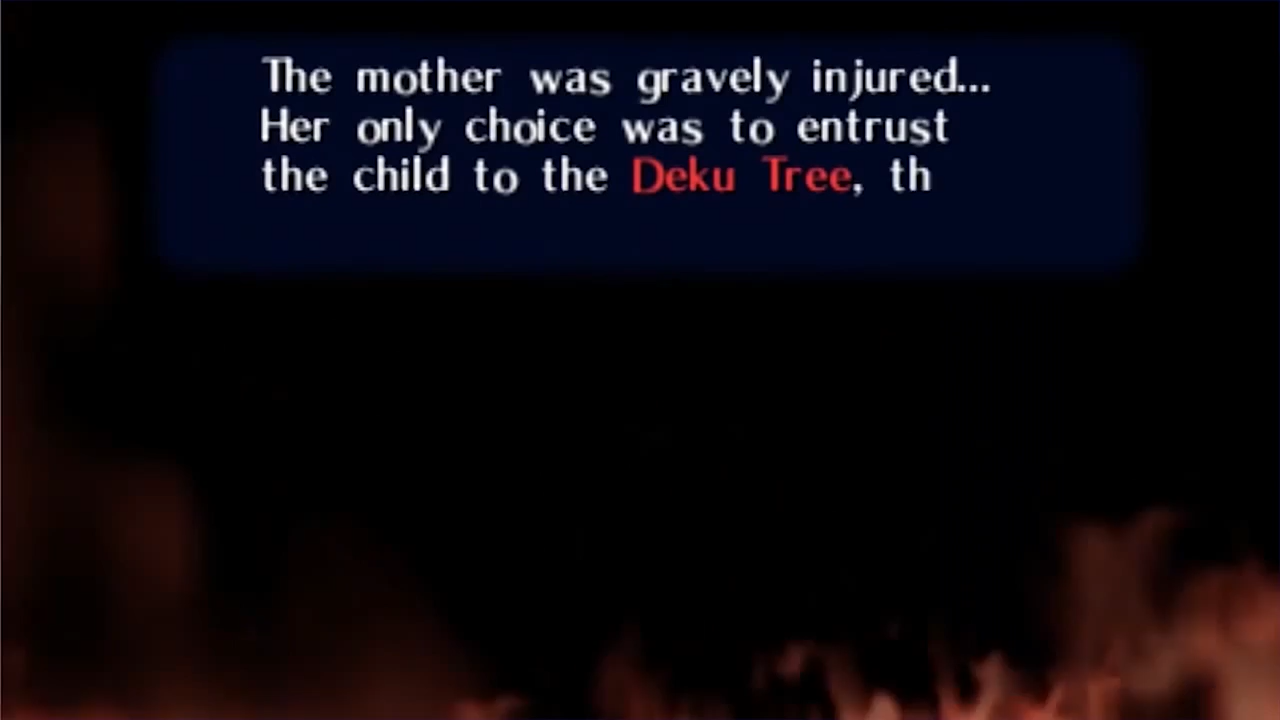 The mother was gravely injured...
Her only choice was to entrust
the child to the Deku Tree, th